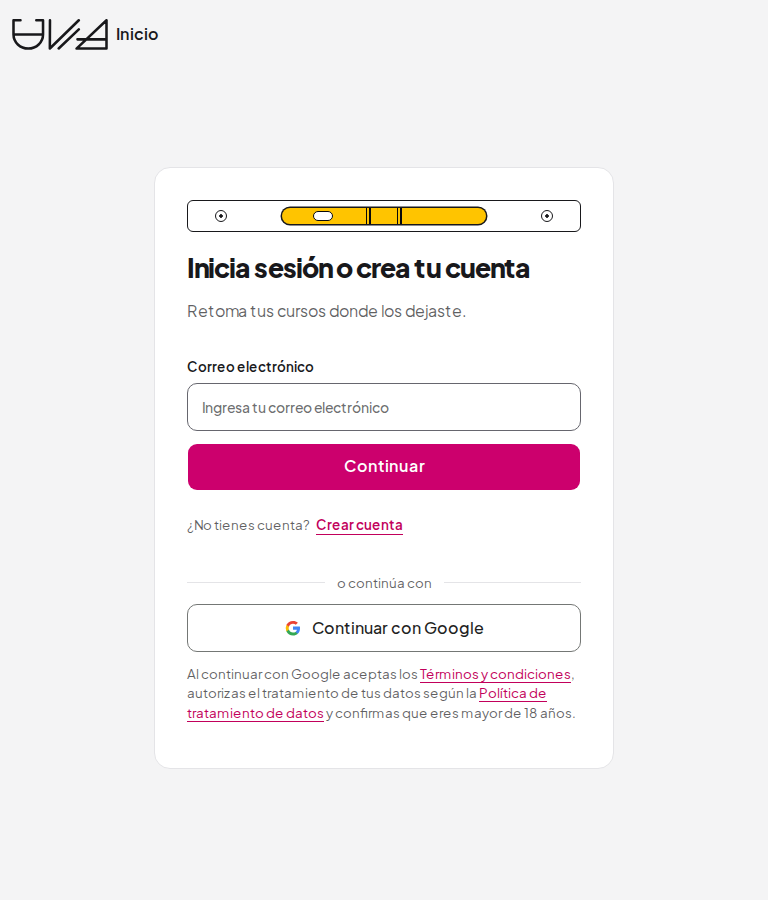 UVA Inicio
Inicia sesión o crea tu cuenta
Retoma tus cursos donde los dejaste.
Correo electrónico
Ingresa tu correo electrónico
Continuar
¿No tienes cuenta? Crear cuenta
o continúa con
Continuar con Google
Al continuar con Google aceptas los Términos y condiciones,
autorizas el tratamiento de tus datos según la Política de
tratamiento de datos y confirmas que eres mayor de 18 años.